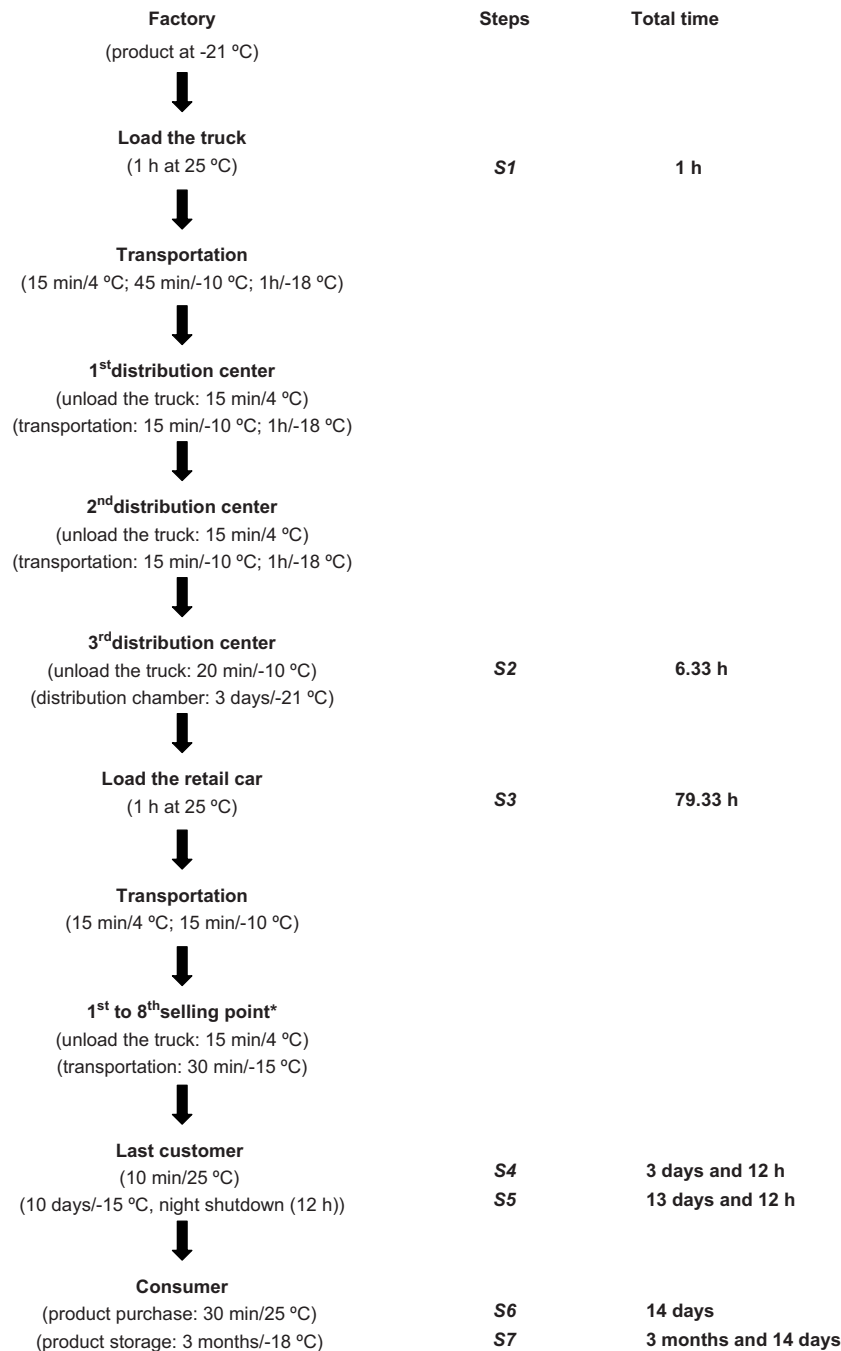 Factory Steps Total time
(product at -21 ºC)
Load the truck
(1 h at 25 ºC) S1 1 h
Transportation
(15 min/4 ºC; 45 min/-10 ºC; 1h/-18 ºC)
1stdistribution center
(unload the truck: 15 min/4 ºC)
(transportation: 15 min/-10 ºC; 1h/-18 ºC)
2nddistribution center
(unload the truck: 15 min/4 ºC)
(transportation: 15 min/-10 ºC; 1h/-18 ºC)
3rddistribution center
(unload the truck: 20 min/-10 ºC) S2 6.33 h
(distribution chamber: 3 days/-21 ºC)
Load the retail car
(1 h at 25 ºC) S3 79.33 h
Transportation
(15 min/4 ºC; 15 min/-10 ºC)
1st to 8thselling point*
(unload the truck: 15 min/4 ºC)
(transportation: 30 min/-15 ºC)
Last customer
(10 min/25 ºC) S4 3 days and 12 h
(10 days/-15 ºC, night shutdown (12 h)) S5 13 days and 12 h
Consumer
(product purchase: 30 min/25 ºC) S6 14 days
(product storage: 3 months/-18 ºC) S7 3 months and 14 days